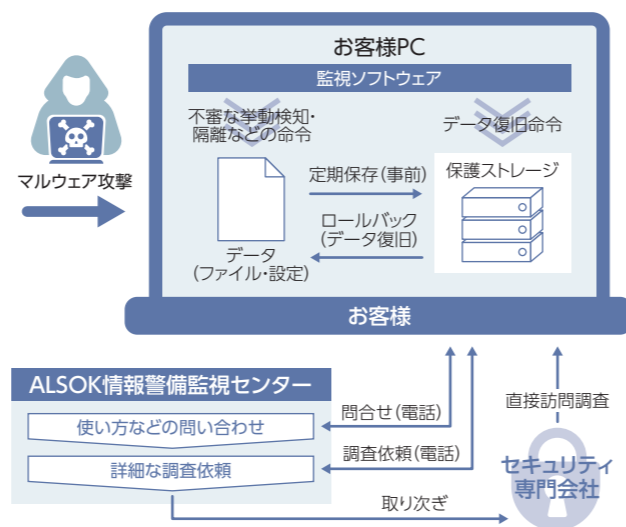 お客様PC
監視ソフトウェア
不審な挙動検知・
隔離などの命令
データ復旧命令
マルウェア攻撃
定期保存(事前)
保護ストレージ
ロールバック
(データ復旧)
データ
(ファイル・設定)
お客様
ALSOK情報警備監視センター
使い方などの問い合わせ
問合せ(電話)
直接訪問調査
詳細な調査依頼
調査依頼(電話)
セキュリティ
専門会社
取り次ぎ